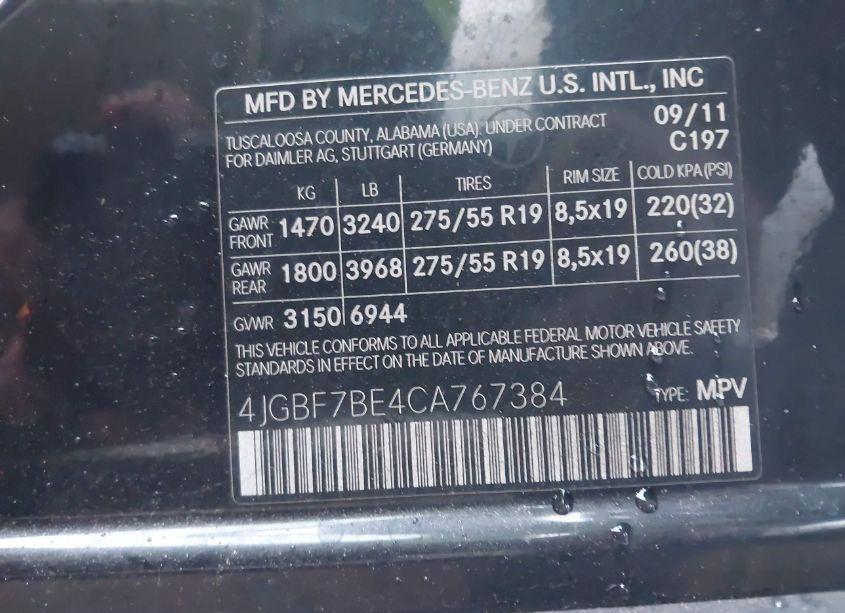 MFD BY MERCEDES-BENZ U.S. INTL., INC
TUSCALOOSA COUNTY, ALABAMA (USA), UNDER CONTRACT 09/11
FOR DAIMLER AG, STUTTGART (GERMANY) C197
KG LB TIRES RIM SIZE COLD KPA (PSI)
GAWR FRONT 1470 3240 275/55 R19 8,5x19 220(32)
GAWR REAR 1800 3968 275/55 R19 8,5x19 260(38)
GVWR 3150 6944
THIS VEHICLE CONFORMS TO ALL APPLICABLE FEDERAL MOTOR VEHICLE SAFETY
STANDARDS IN EFFECT ON THE DATE OF MANUFACTURE SHOWN ABOVE.
4JGBF7BE4CA767384 TYPE: MPV